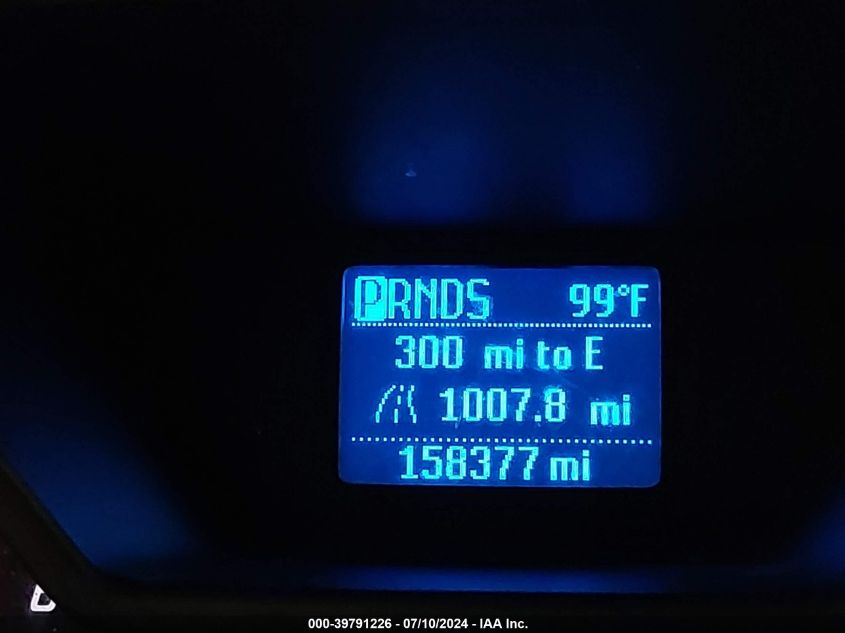 PRNDS 99°F
300 mi to E
1007.8 mi
158377 mi
000-39791226 - 07/10/2024 - IAA Inc.